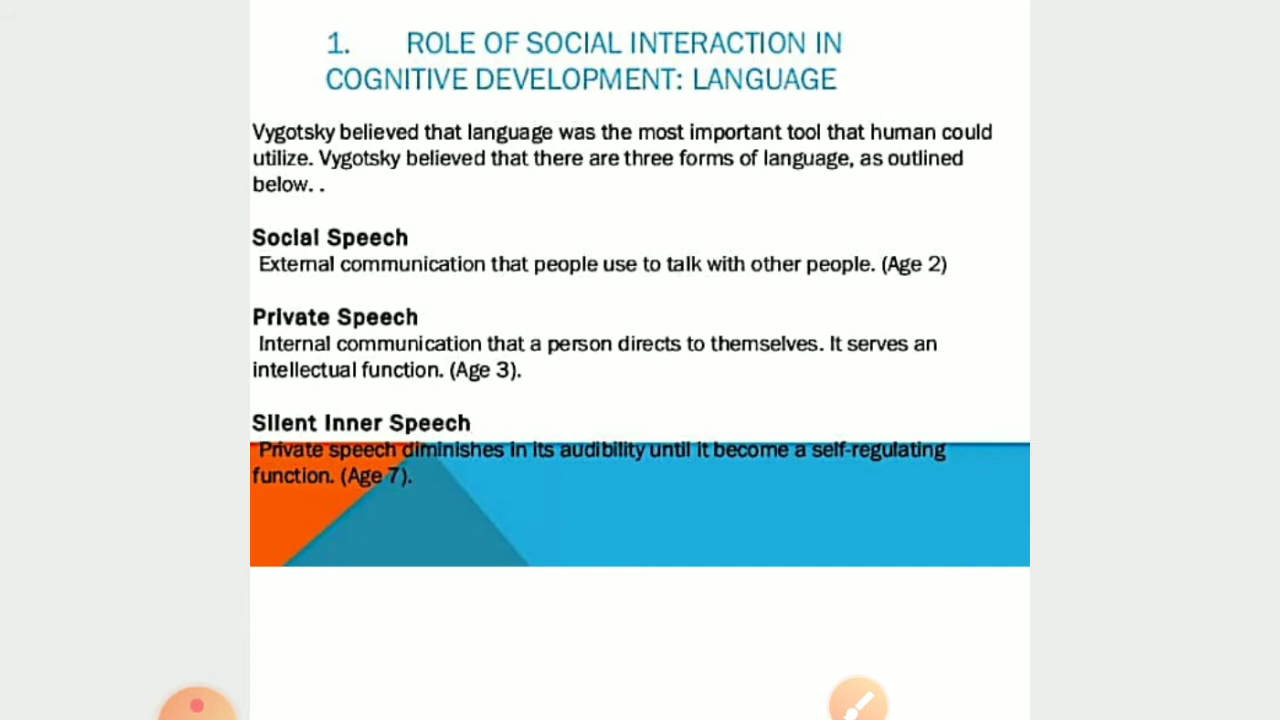 1. ROLE OF SOCIAL INTERACTION IN
COGNITIVE DEVELOPMENT: LANGUAGE
Vygotsky believed that language was the most important tool that human could
utilize. Vygotsky believed that there are three forms of language, as outlined
below. .
Social Speech
External communication that people use to talk with other people. (Age 2)
Private Speech
Internal communication that a person directs to themselves. It serves an
intellectual function. (Age 3).
Silent Inner Speech
Private speech diminishes in its audibility until it become a self-regulating
function. (Age 7).